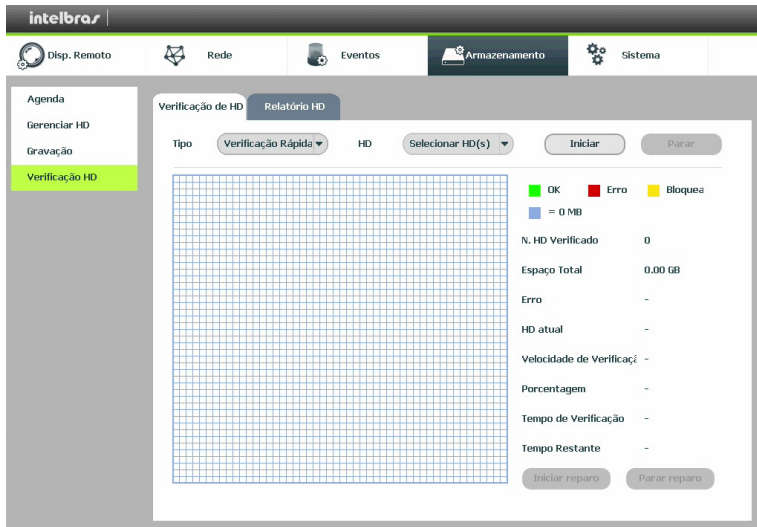 intelbras
Disp. Remoto Rede Eventos Armazenamento Sistema
Agenda
Gerenciar HD
Gravação
Verificação HD
Verificação de HD Relatório HD
Tipo Verificação Rápida HD Selecionar HD(s) Iniciar Parar
OK Erro Bloquea
= 0 MB
N. HD Verificado 0
Espaço Total 0.00 GB
Erro -
HD atual -
Velocidade de Verificaçã -
Porcentagem -
Tempo de Verificação -
Tempo Restante -
Iniciar reparo Parar reparo